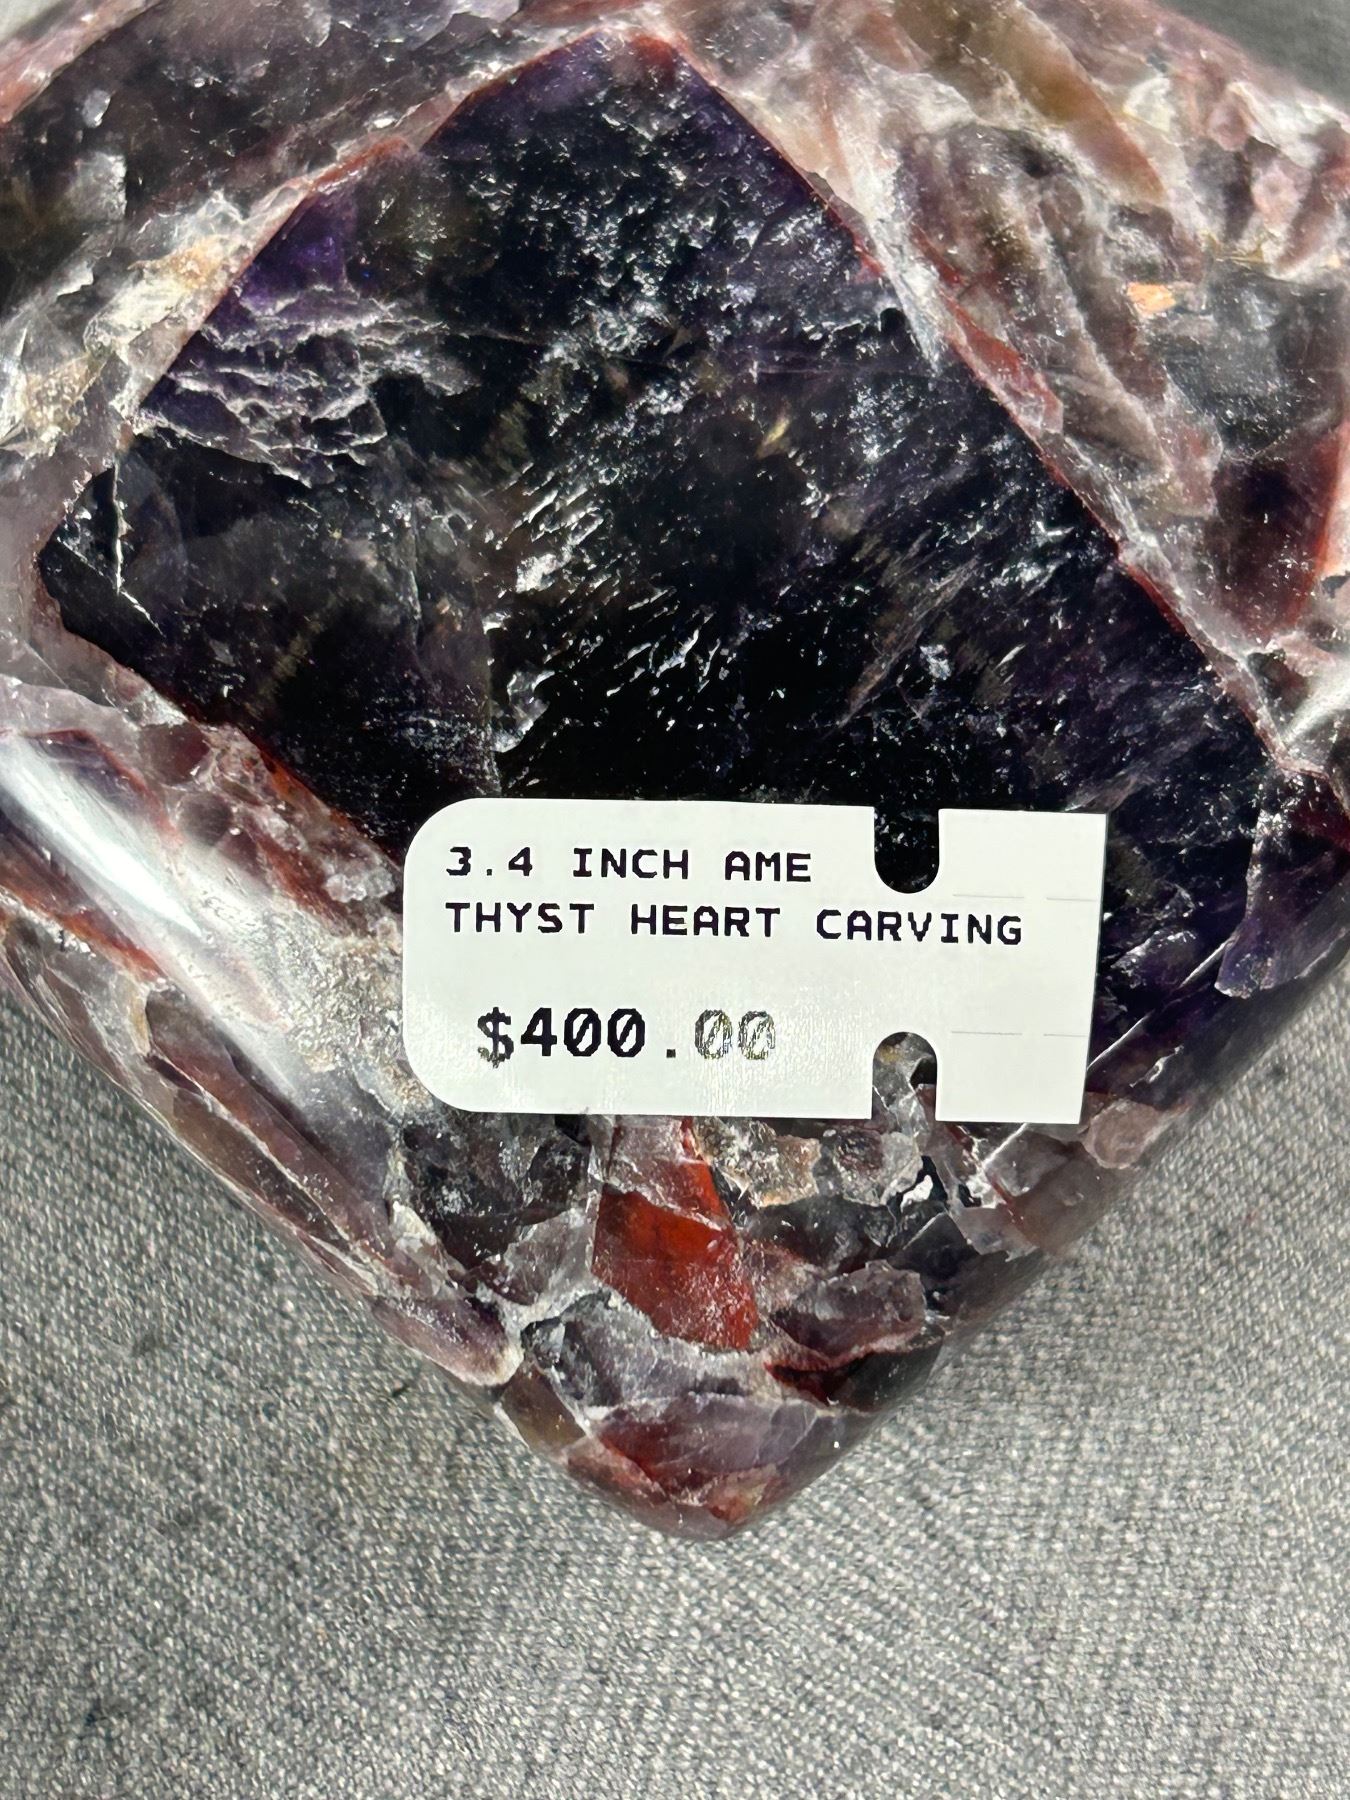 3.4 INCH AME
THYST HEART CARVING
$400.00